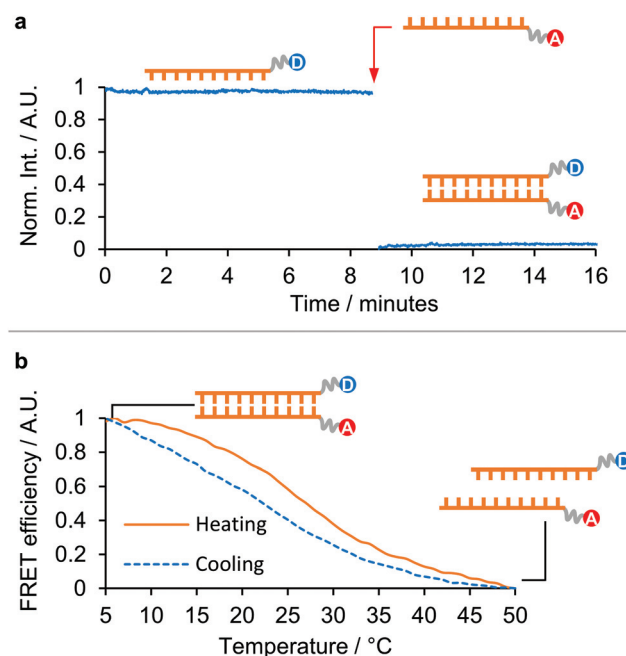 a
A
D
1
0.8
0.6
0.4
0.2
0
Norm. Int. / A.U.
D
A
0 2 4 6 8 10 12 14 16
Time / minutes
b
D
A
D
A
1
0.8
0.6
0.4
0.2
0
FRET efficiency / A.U.
Heating
Cooling
5 10 15 20 25 30 35 40 45 50
Temperature / °C